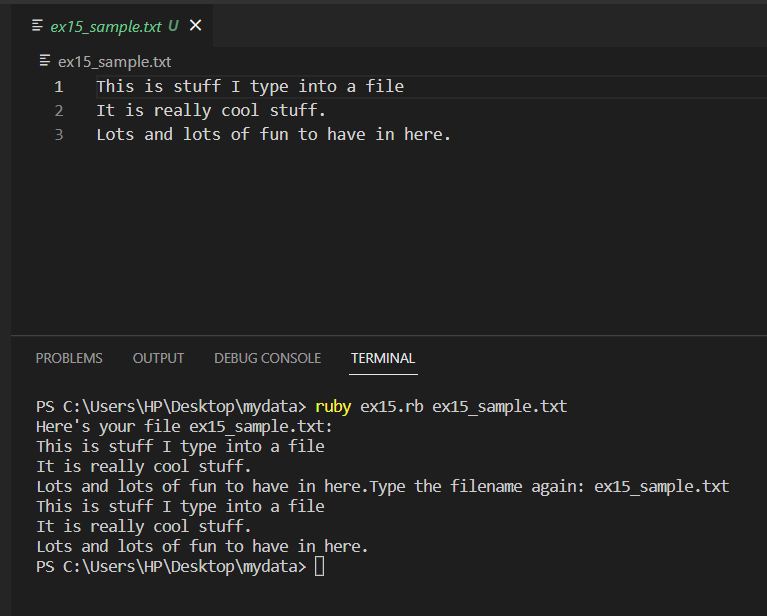 ex15_sample.txt U
ex15_sample.txt
1 This is stuff I type into a file
2 It is really cool stuff.
3 Lots and lots of fun to have in here.
PROBLEMS OUTPUT DEBUG CONSOLE TERMINAL
PS C:\Users\HP\Desktop\mydata> ruby ex15.rb ex15_sample.txt
Here's your file ex15_sample.txt:
This is stuff I type into a file
It is really cool stuff.
Lots and lots of fun to have in here.Type the filename again: ex15_sample.txt
This is stuff I type into a file
It is really cool stuff.
Lots and lots of fun to have in here.
PS C:\Users\HP\Desktop\mydata>